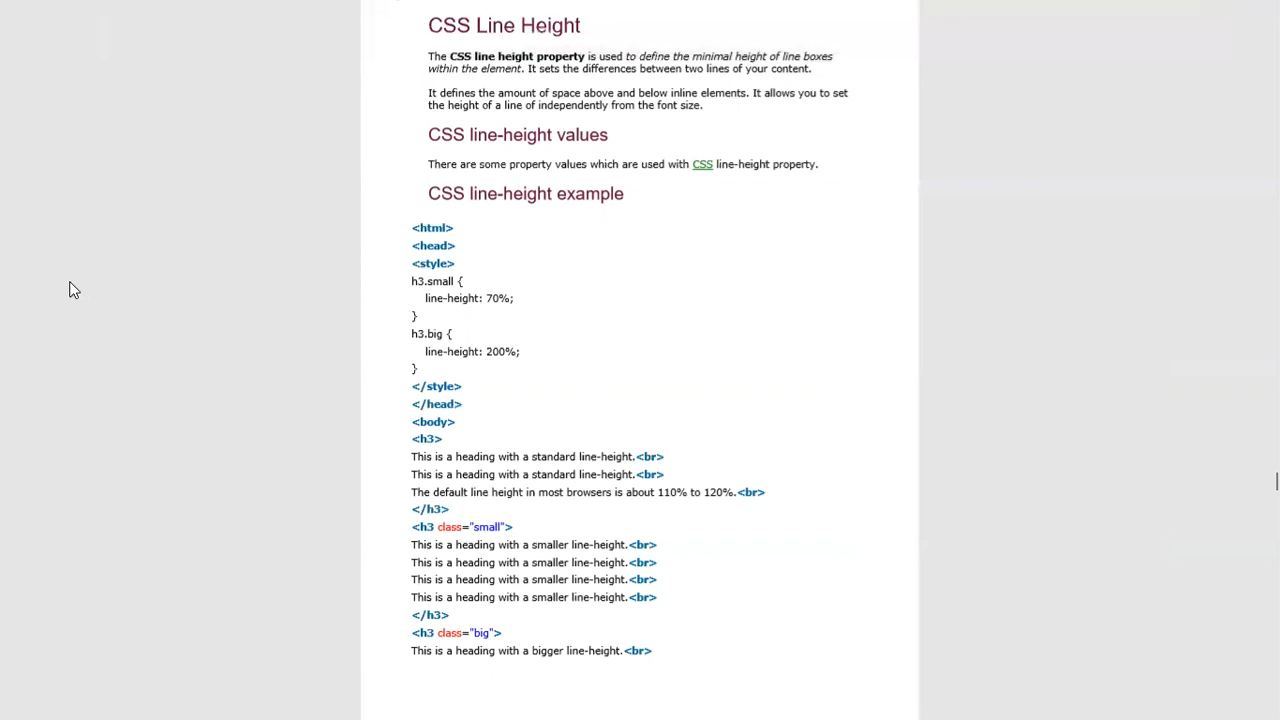 CSS Line Height
The CSS line height property is used to define the minimal height of line boxes
within the element. It sets the differences between two lines of your content.
It defines the amount of space above and below inline elements. It allows you to set
the height of a line of independently from the font size.
CSS line-height values
There are some property values which are used with CSS line-height property.
CSS line-height example
<html>
<head>
<style>
h3.small {
    line-height: 70%;
}
h3.big {
    line-height: 200%;
}
</style>
</head>
<body>
<h3>
This is a heading with a standard line-height.<br>
This is a heading with a standard line-height.<br>
The default line height in most browsers is about 110% to 120%.<br>
</h3>
<h3 class="small">
This is a heading with a smaller line-height.<br>
This is a heading with a smaller line-height.<br>
This is a heading with a smaller line-height.<br>
This is a heading with a smaller line-height.<br>
</h3>
<h3 class="big">
This is a heading with a bigger line-height.<br>